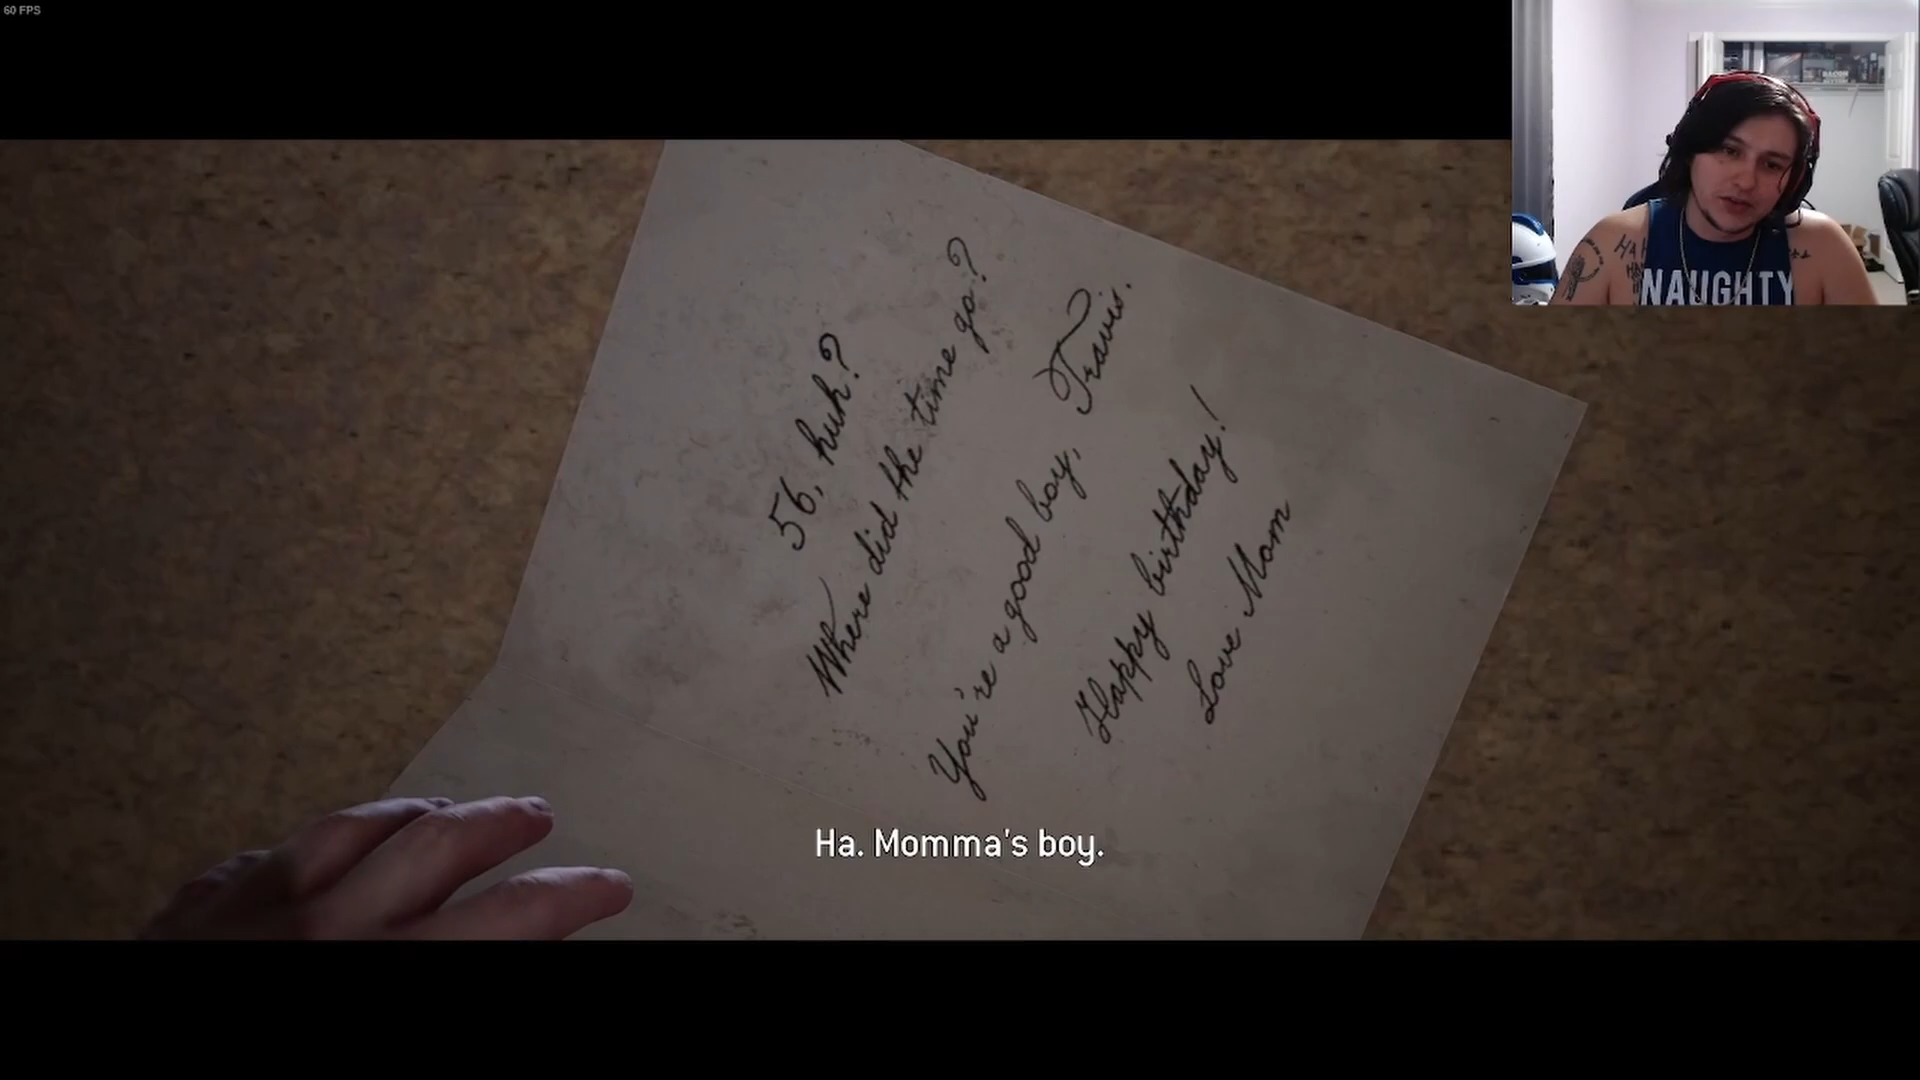 60 FPS
56, huh?
Where did the time go?
You're a good boy, Travis.
Happy birthday!
Love Mom
Ha. Momma's boy.
NAUGHTY